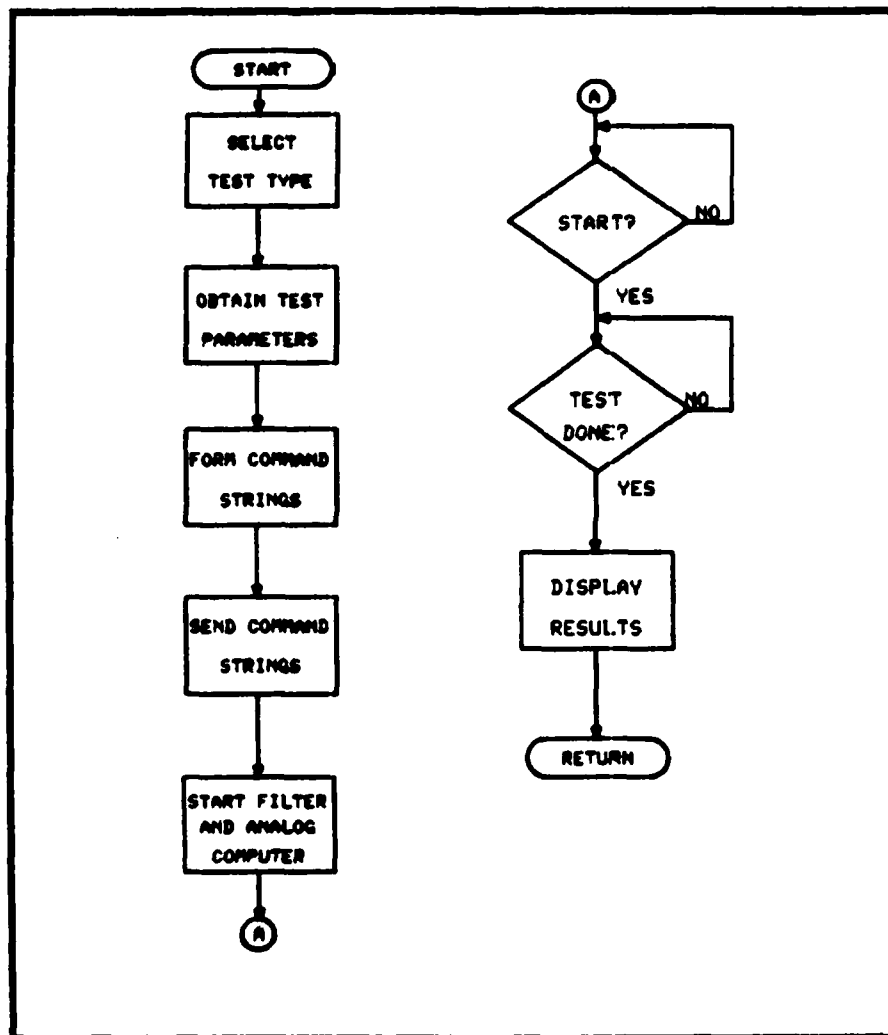 START
SELECT
TEST TYPE
OBTAIN TEST
PARAMETERS
FORM COMMAND
STRINGS
SEND COMMAND
STRINGS
START FILTER
AND ANALOG
COMPUTER
A
A
START?
NO
YES
TEST
DONE?
NO
YES
DISPLAY
RESULTS
RETURN